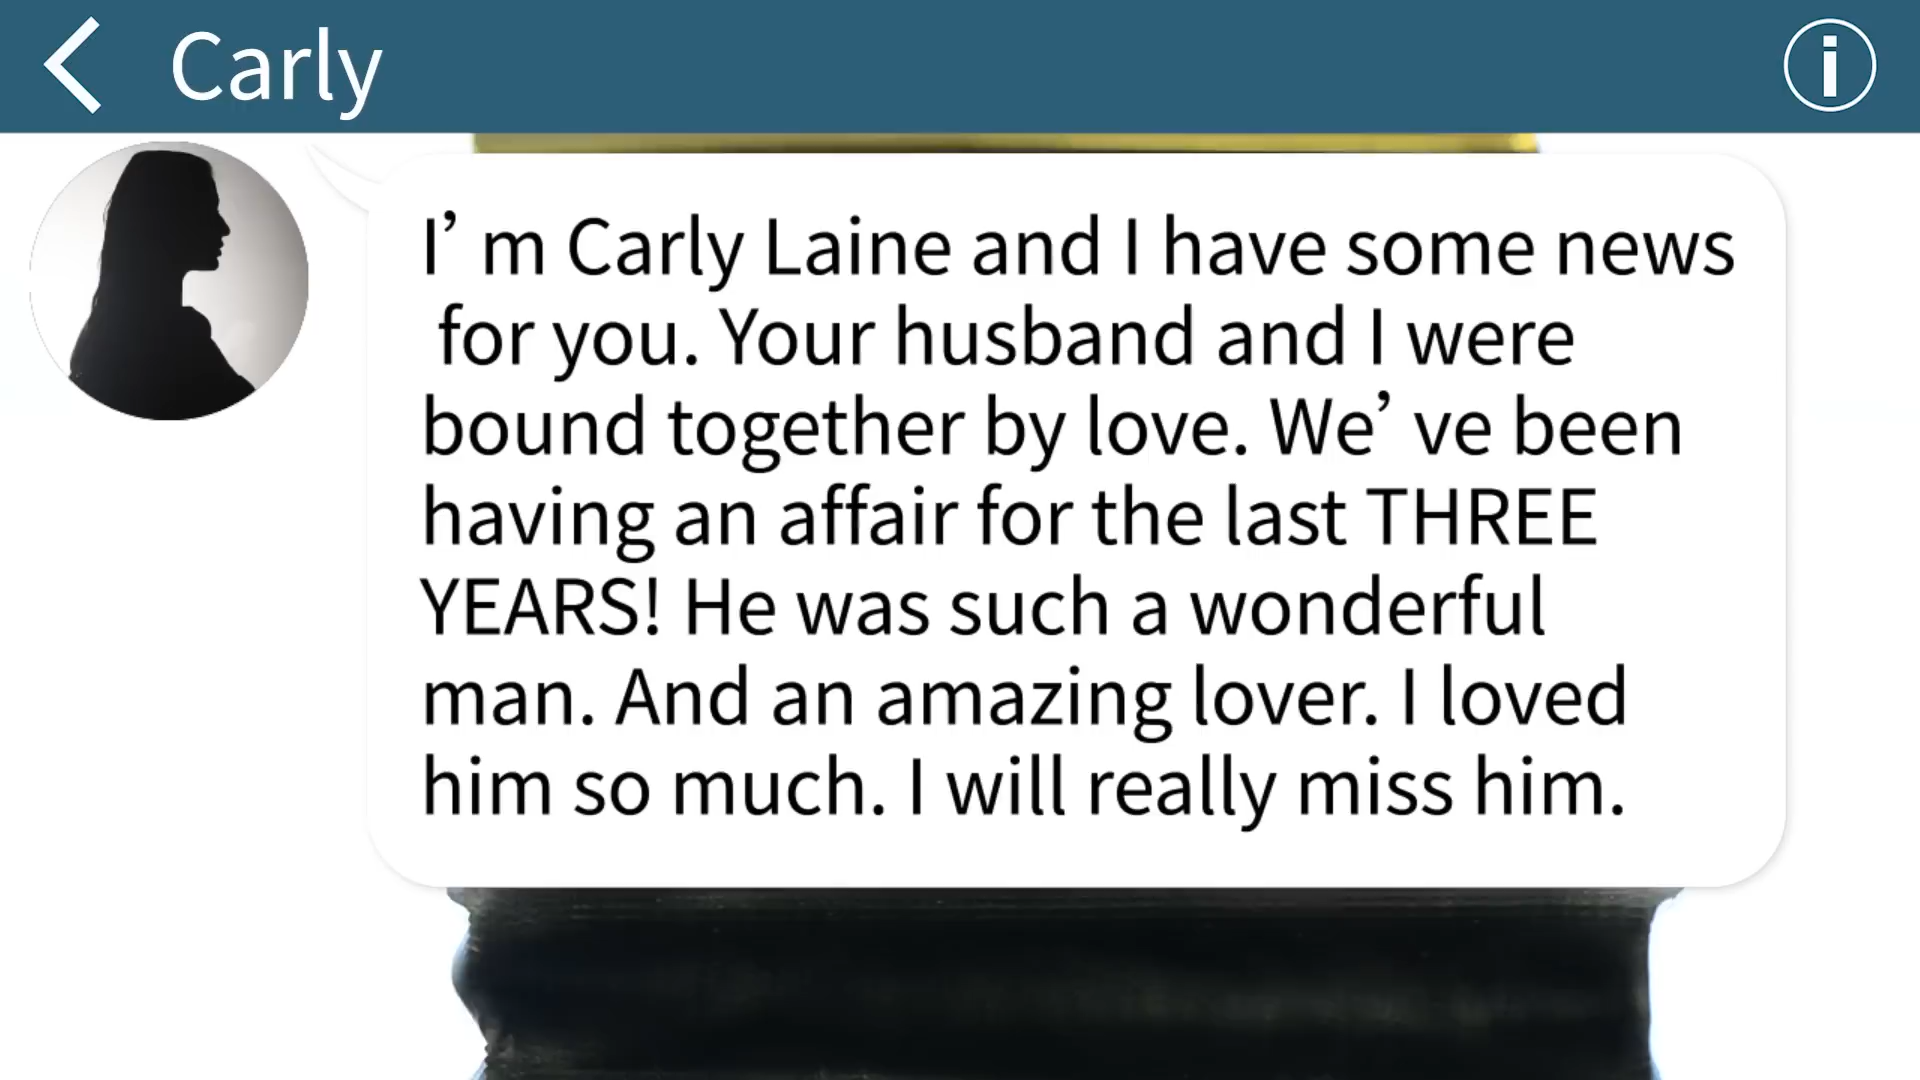 Carly
I’m Carly Laine and I have some news
for you. Your husband and I were
bound together by love. We’ve been
having an affair for the last THREE
YEARS! He was such a wonderful
man. And an amazing lover. I loved
him so much. I will really miss him.